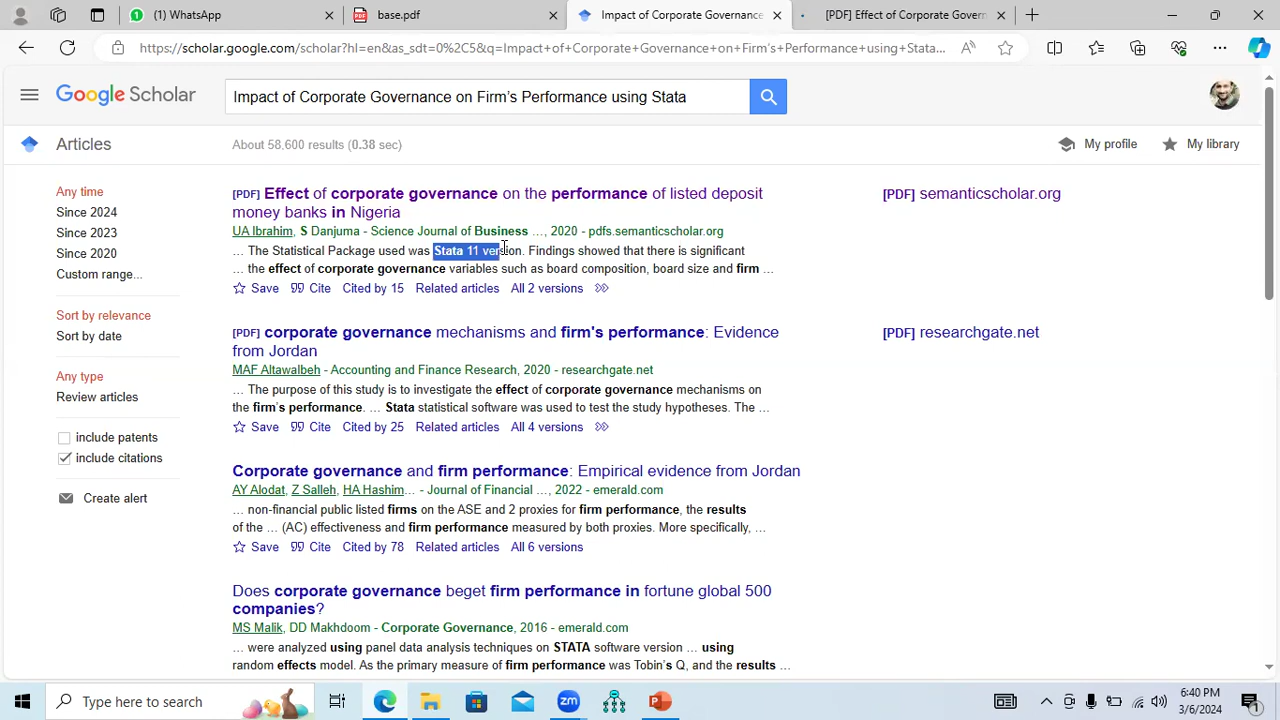 (1) WhatsApp
base.pdf
Impact of Corporate Governance
[PDF] Effect of Corporate Govern
https://scholar.google.com/scholar?hl=en&as_sdt=0%2C5&q=Impact+of+Corporate+Governance+on+Firm's+Performance+using+Stata...
Google Scholar
Impact of Corporate Governance on Firm's Performance using Stata
Articles
About 58.600 results (0.38 sec)
My profile
My library
Any time
Since 2024
Since 2023
Since 2020
Custom range...
Sort by relevance
Sort by date
Any type
Review articles
include patents
include citations
Create alert
[PDF] Effect of corporate governance on the performance of listed deposit
money banks in Nigeria
UA Ibrahim, S Danjuma - Science Journal of Business …, 2020 - pdfs.semanticscholar.org
… The Statistical Package used was Stata 11 version. Findings showed that there is significant
… the effect of corporate governance variables such as board composition, board size and firm …
Save Cite Cited by 15 Related articles All 2 versions
[PDF] semanticscholar.org
[PDF] corporate governance mechanisms and firm's performance: Evidence
from Jordan
MAF Altawalbeh - Accounting and Finance Research, 2020 - researchgate.net
… The purpose of this study is to investigate the effect of corporate governance mechanisms on
the firm's performance. … Stata statistical software was used to test the study hypotheses. The …
Save Cite Cited by 25 Related articles All 4 versions
[PDF] researchgate.net
Corporate governance and firm performance: Empirical evidence from Jordan
AY Alodat, Z Salleh, HA Hashim… - Journal of Financial …, 2022 - emerald.com
… non-financial public listed firms on the ASE and 2 proxies for firm performance, the results
of the … (AC) effectiveness and firm performance measured by both proxies. More specifically, …
Save Cite Cited by 78 Related articles All 6 versions
Does corporate governance beget firm performance in fortune global 500
companies?
MS Malik, DD Makhdoom - Corporate Governance, 2016 - emerald.com
… were analyzed using panel data analysis techniques on STATA software version … using
random effects model. As the primary measure of firm performance was Tobin's Q, and the results …
Type here to search
6:40 PM
3/6/2024